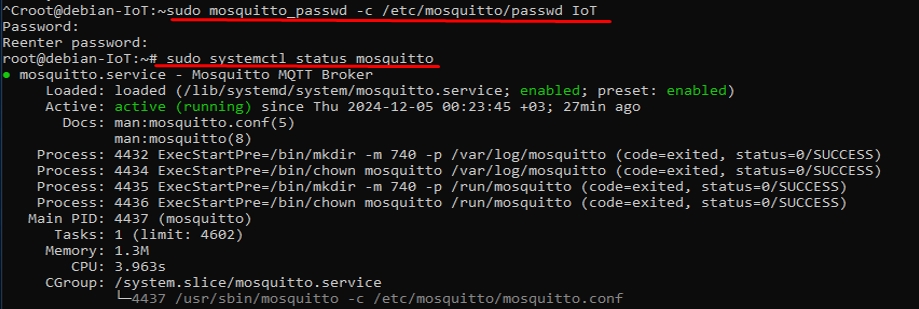 ^Croot@debian-IoT:~sudo mosquitto_passwd -c /etc/mosquitto/passwd IoT
Password:
Reenter password:
root@debian-IoT:~# sudo systemctl status mosquitto
● mosquitto.service - Mosquitto MQTT Broker
     Loaded: loaded (/lib/systemd/system/mosquitto.service; enabled; preset: enabled)
     Active: active (running) since Thu 2024-12-05 00:23:45 +03; 27min ago
       Docs: man:mosquitto.conf(5)
             man:mosquitto(8)
    Process: 4432 ExecStartPre=/bin/mkdir -m 740 -p /var/log/mosquitto (code=exited, status=0/SUCCESS)
    Process: 4434 ExecStartPre=/bin/chown mosquitto /var/log/mosquitto (code=exited, status=0/SUCCESS)
    Process: 4435 ExecStartPre=/bin/mkdir -m 740 -p /run/mosquitto (code=exited, status=0/SUCCESS)
    Process: 4436 ExecStartPre=/bin/chown mosquitto /run/mosquitto (code=exited, status=0/SUCCESS)
   Main PID: 4437 (mosquitto)
      Tasks: 1 (limit: 4602)
     Memory: 1.3M
        CPU: 3.963s
     CGroup: /system.slice/mosquitto.service
             └─4437 /usr/sbin/mosquitto -c /etc/mosquitto/mosquitto.conf